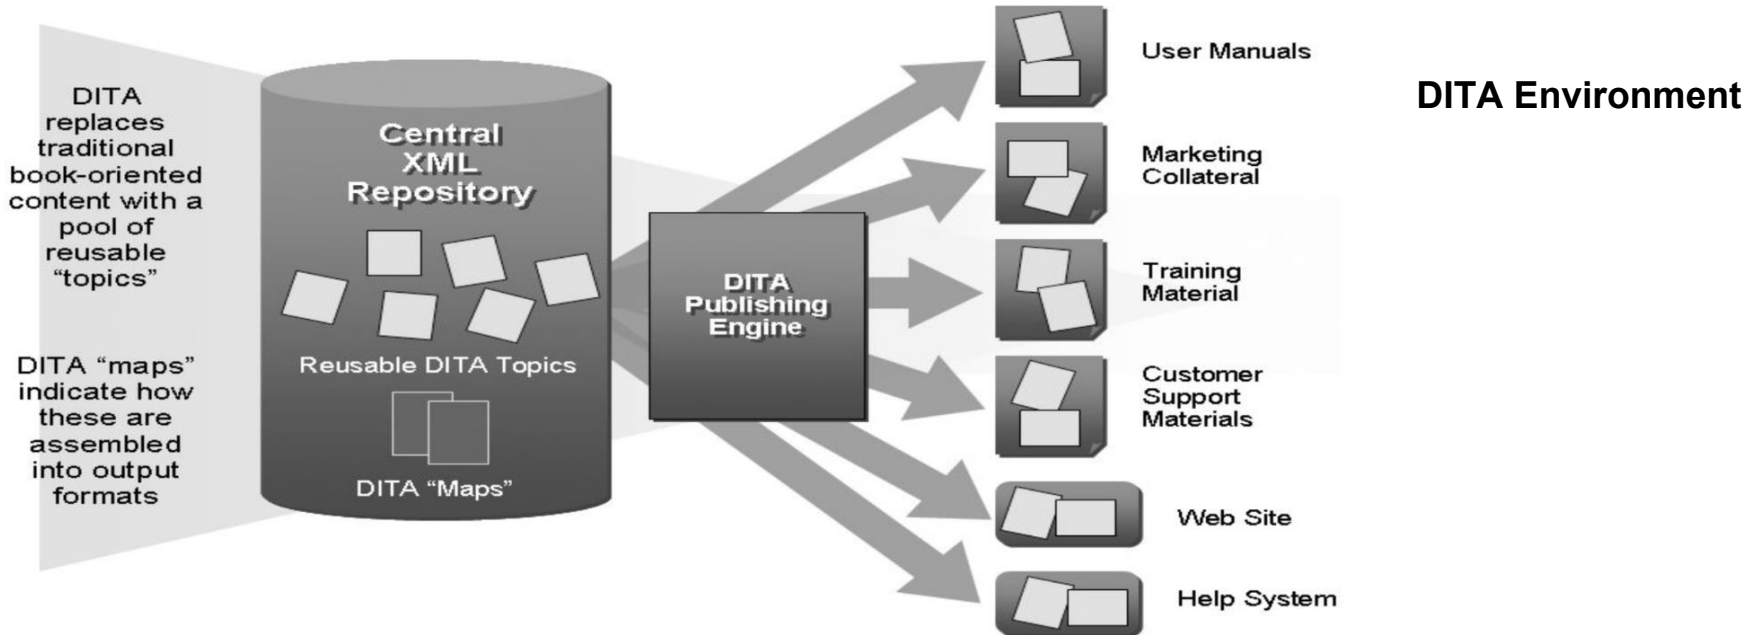 DITA Environment
DITA
replaces
traditional
book-oriented
content with a
pool of
reusable
“topics”
DITA “maps”
indicate how
these are
assembled
into output
formats
Central
XML
Repository
Reusable DITA Topics
DITA “Maps”
DITA
Publishing
Engine
User Manuals
Marketing
Collateral
Training
Material
Customer
Support
Materials
Web Site
Help System